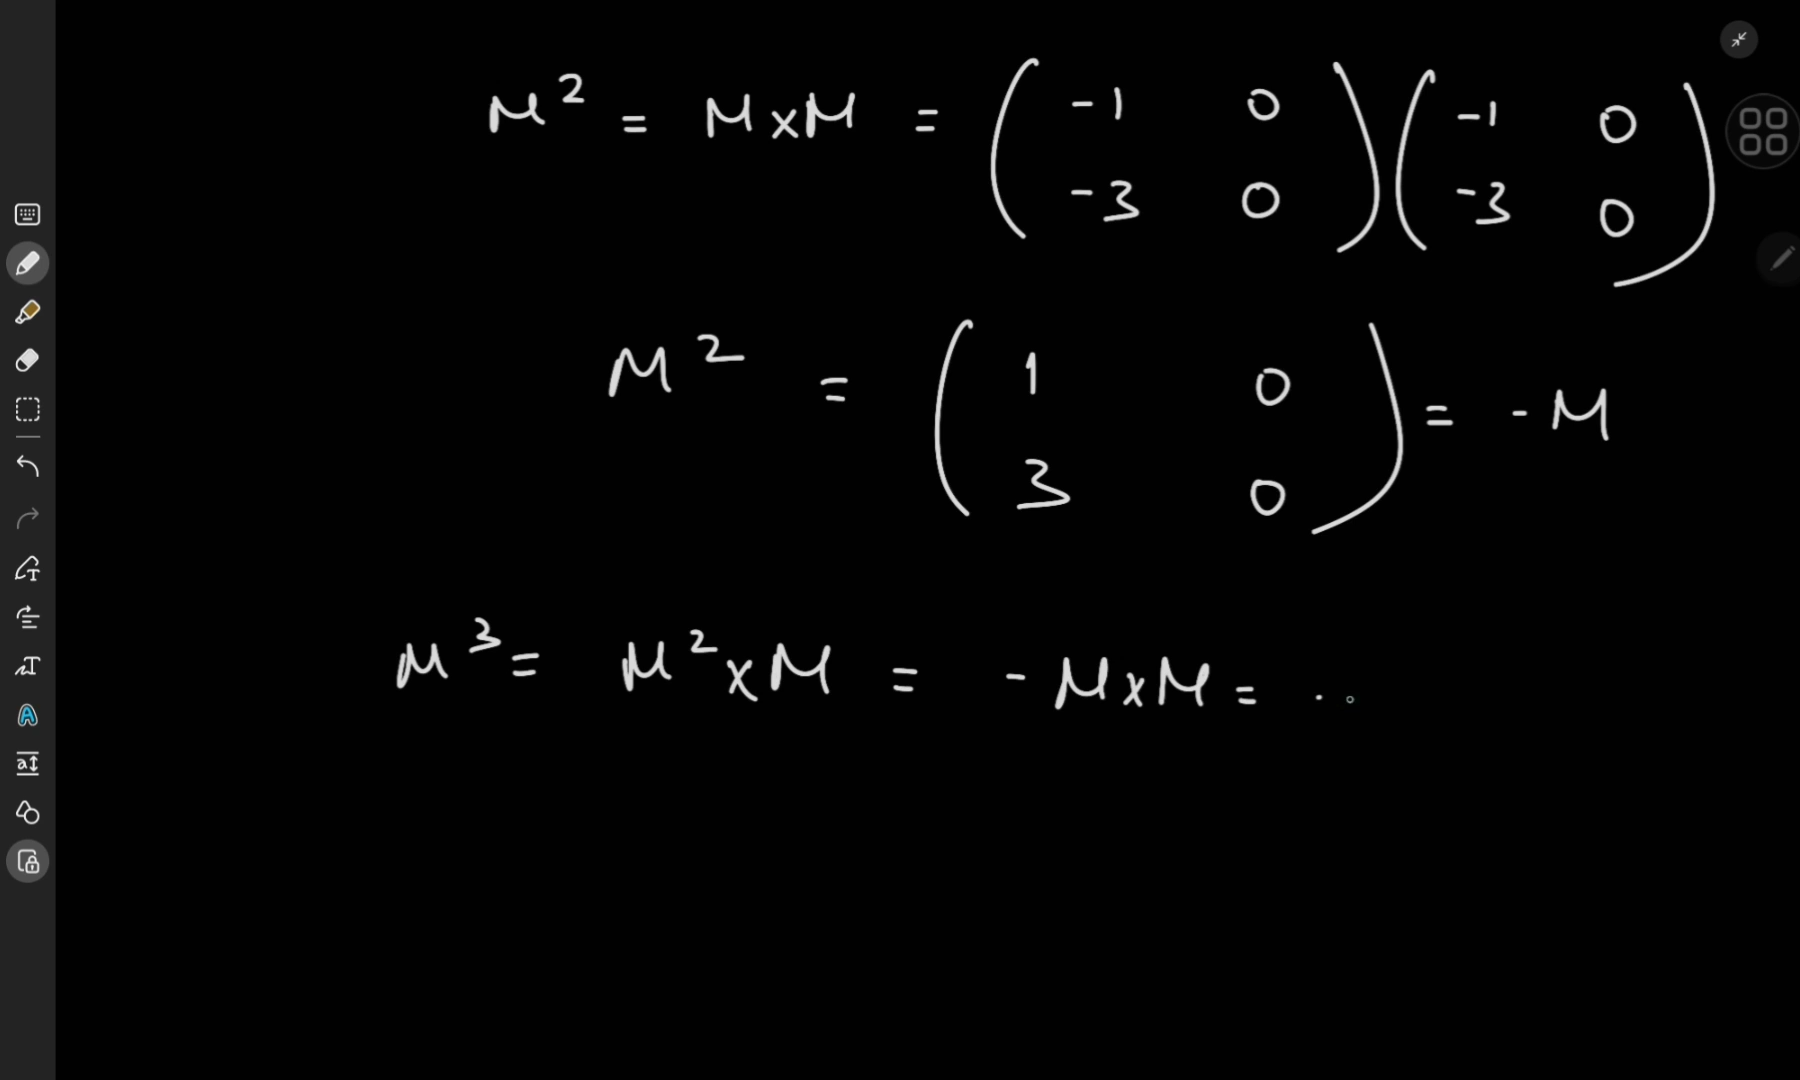 M² = M×M = (-1 0) (-1 0)
(-3 0) (-3 0)
M² = (1 0) = -M
(3 0)
M³ = M²×M = -M×M = ..